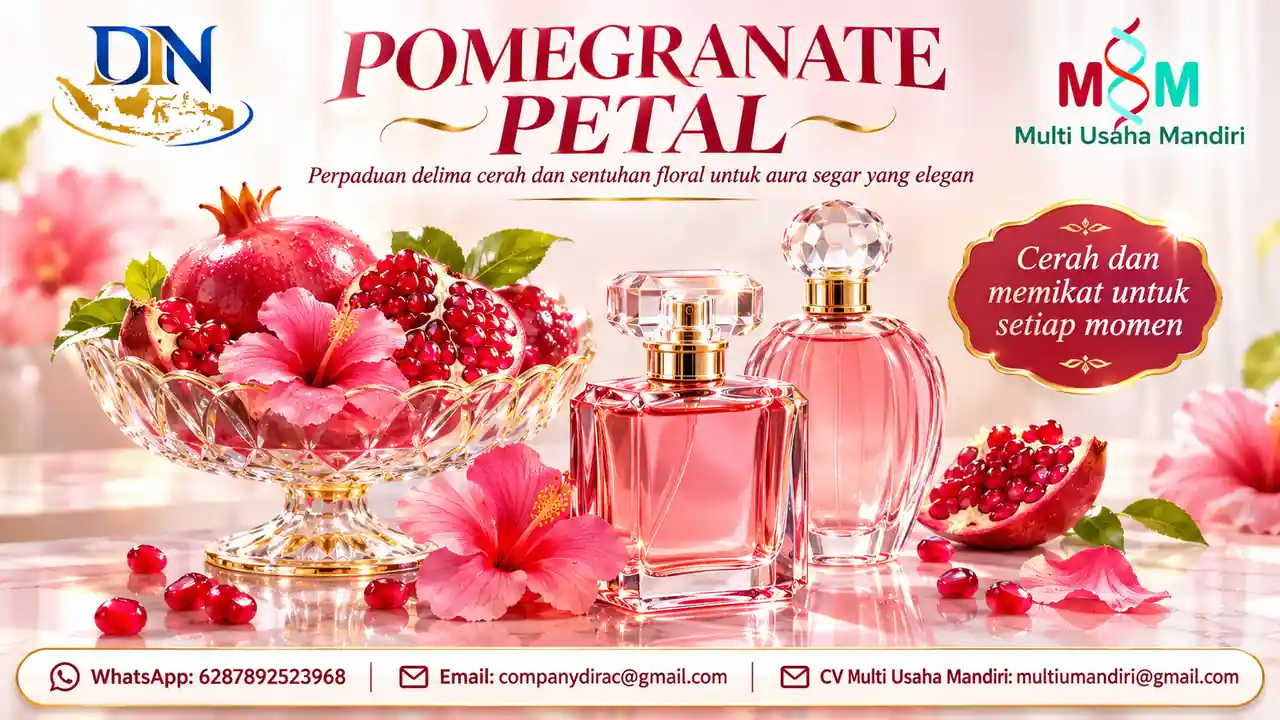 DIN
POMEGRANATE
PETAL
Perpaduan delima cerah dan sentuhan floral untuk aura segar yang elegan
MSM
Multi Usaha Mandiri
Cerah dan
memikat untuk
setiap momen
WhatsApp: 6287892523968
Email: companydirac@gmail.com
CV Multi Usaha Mandiri: multiumandiri@gmail.com